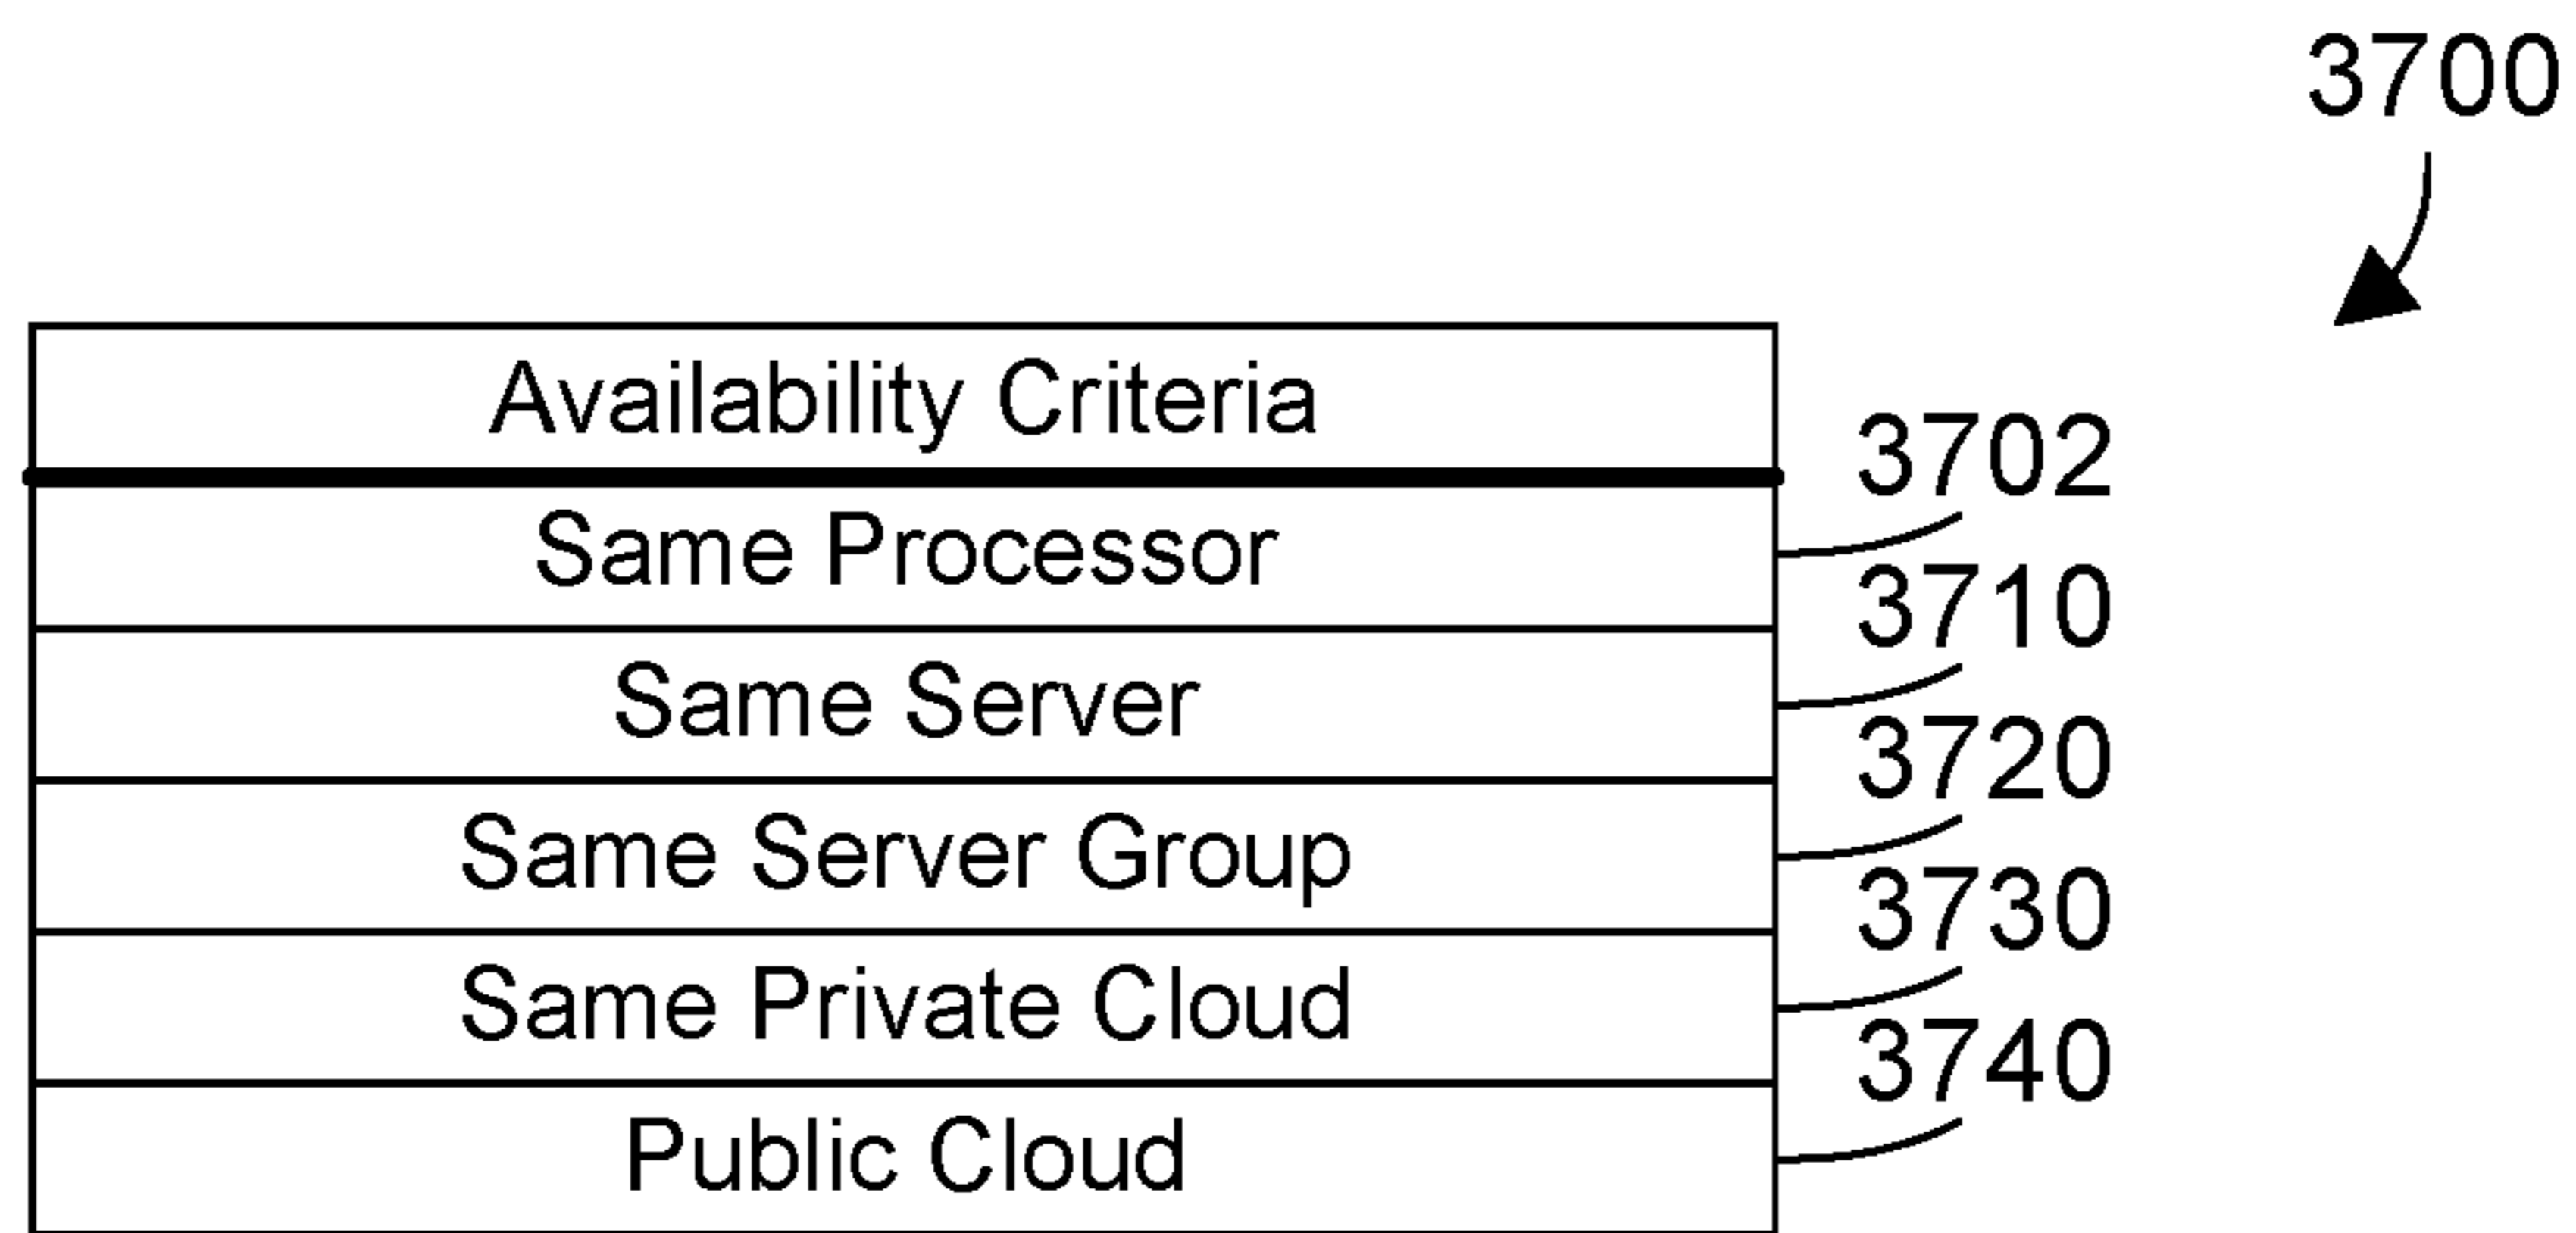 3700
Availability Criteria
3702
Same Processor
3710
Same Server
3720
Same Server Group
3730
Same Private Cloud
3740
Public Cloud